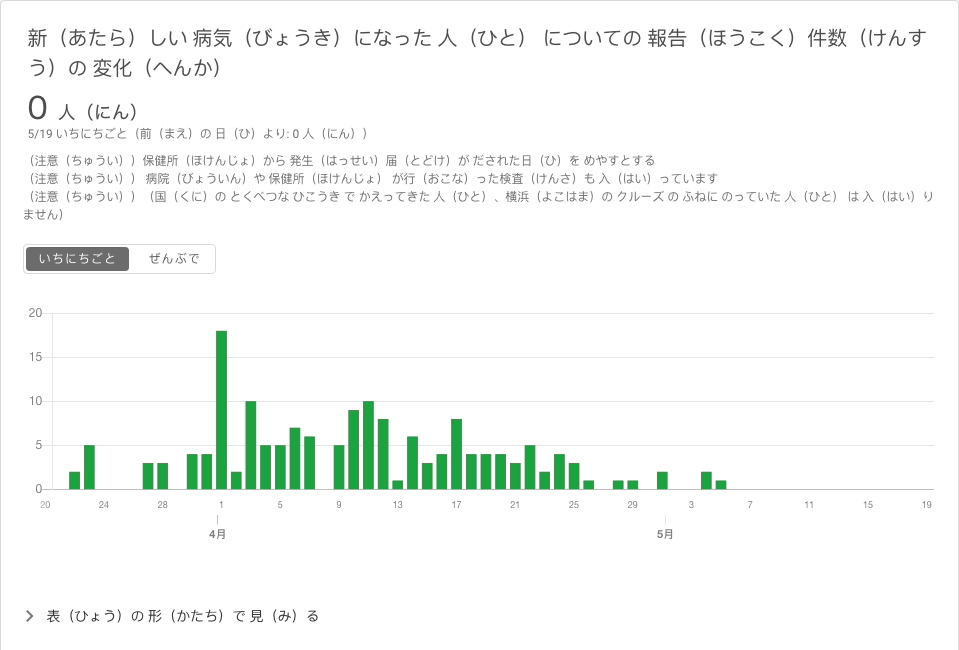 新（あたら）しい 病気（びょうき）になった 人（ひと） についての 報告（ほうこく）件数（けんす
う）の 変化（へんか）
0 人（にん）
5/19 いちにちごと（前（まえ）の 日（ひ）より: 0 人（にん））
（注意（ちゅうい））保健所（ほけんじょ）から 発生（はっせい）届（とどけ）が だされた日（ひ）を めやすとする
（注意（ちゅうい）） 病院（びょういん）や 保健所（ほけんじょ） が行（おこな）った検査（けんさ）も 入（はい）っています
（注意（ちゅうい））（国（くに）の とくべつな ひこうき で かえってきた 人（ひと）、横浜（よこはま）の クルーズ の ふねに のっていた 人（ひと） は 入（はい）り
ません）
いちにちごと ぜんぶで
20
15
10
5
0
20 24 28 1 5 9 13 17 21 25 29 3 7 11 15 19
4月 5月
表（ひょう）の 形（かたち）で 見（み）る